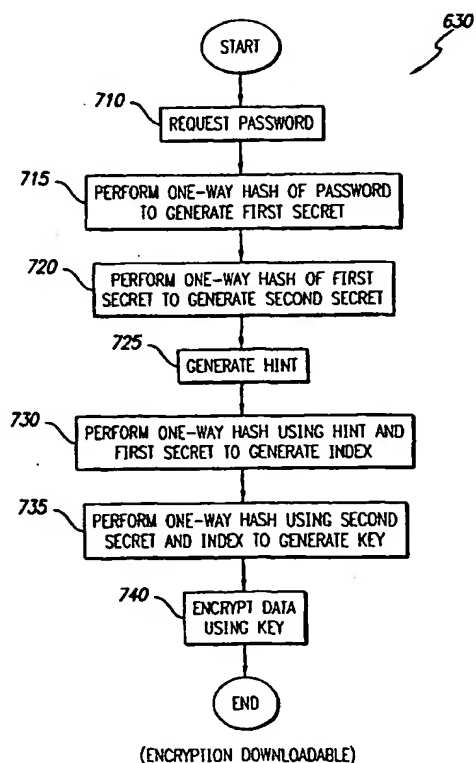 630
START
710
REQUEST PASSWORD
715
PERFORM ONE-WAY HASH OF PASSWORD
TO GENERATE FIRST SECRET
720
PERFORM ONE-WAY HASH OF FIRST
SECRET TO GENERATE SECOND SECRET
725
GENERATE HINT
730
PERFORM ONE-WAY HASH USING HINT AND
FIRST SECRET TO GENERATE INDEX
735
PERFORM ONE-WAY HASH USING SECOND
SECRET AND INDEX TO GENERATE KEY
740
ENCRYPT DATA
USING KEY
END
(ENCRYPTION DOWNLOADABLE)